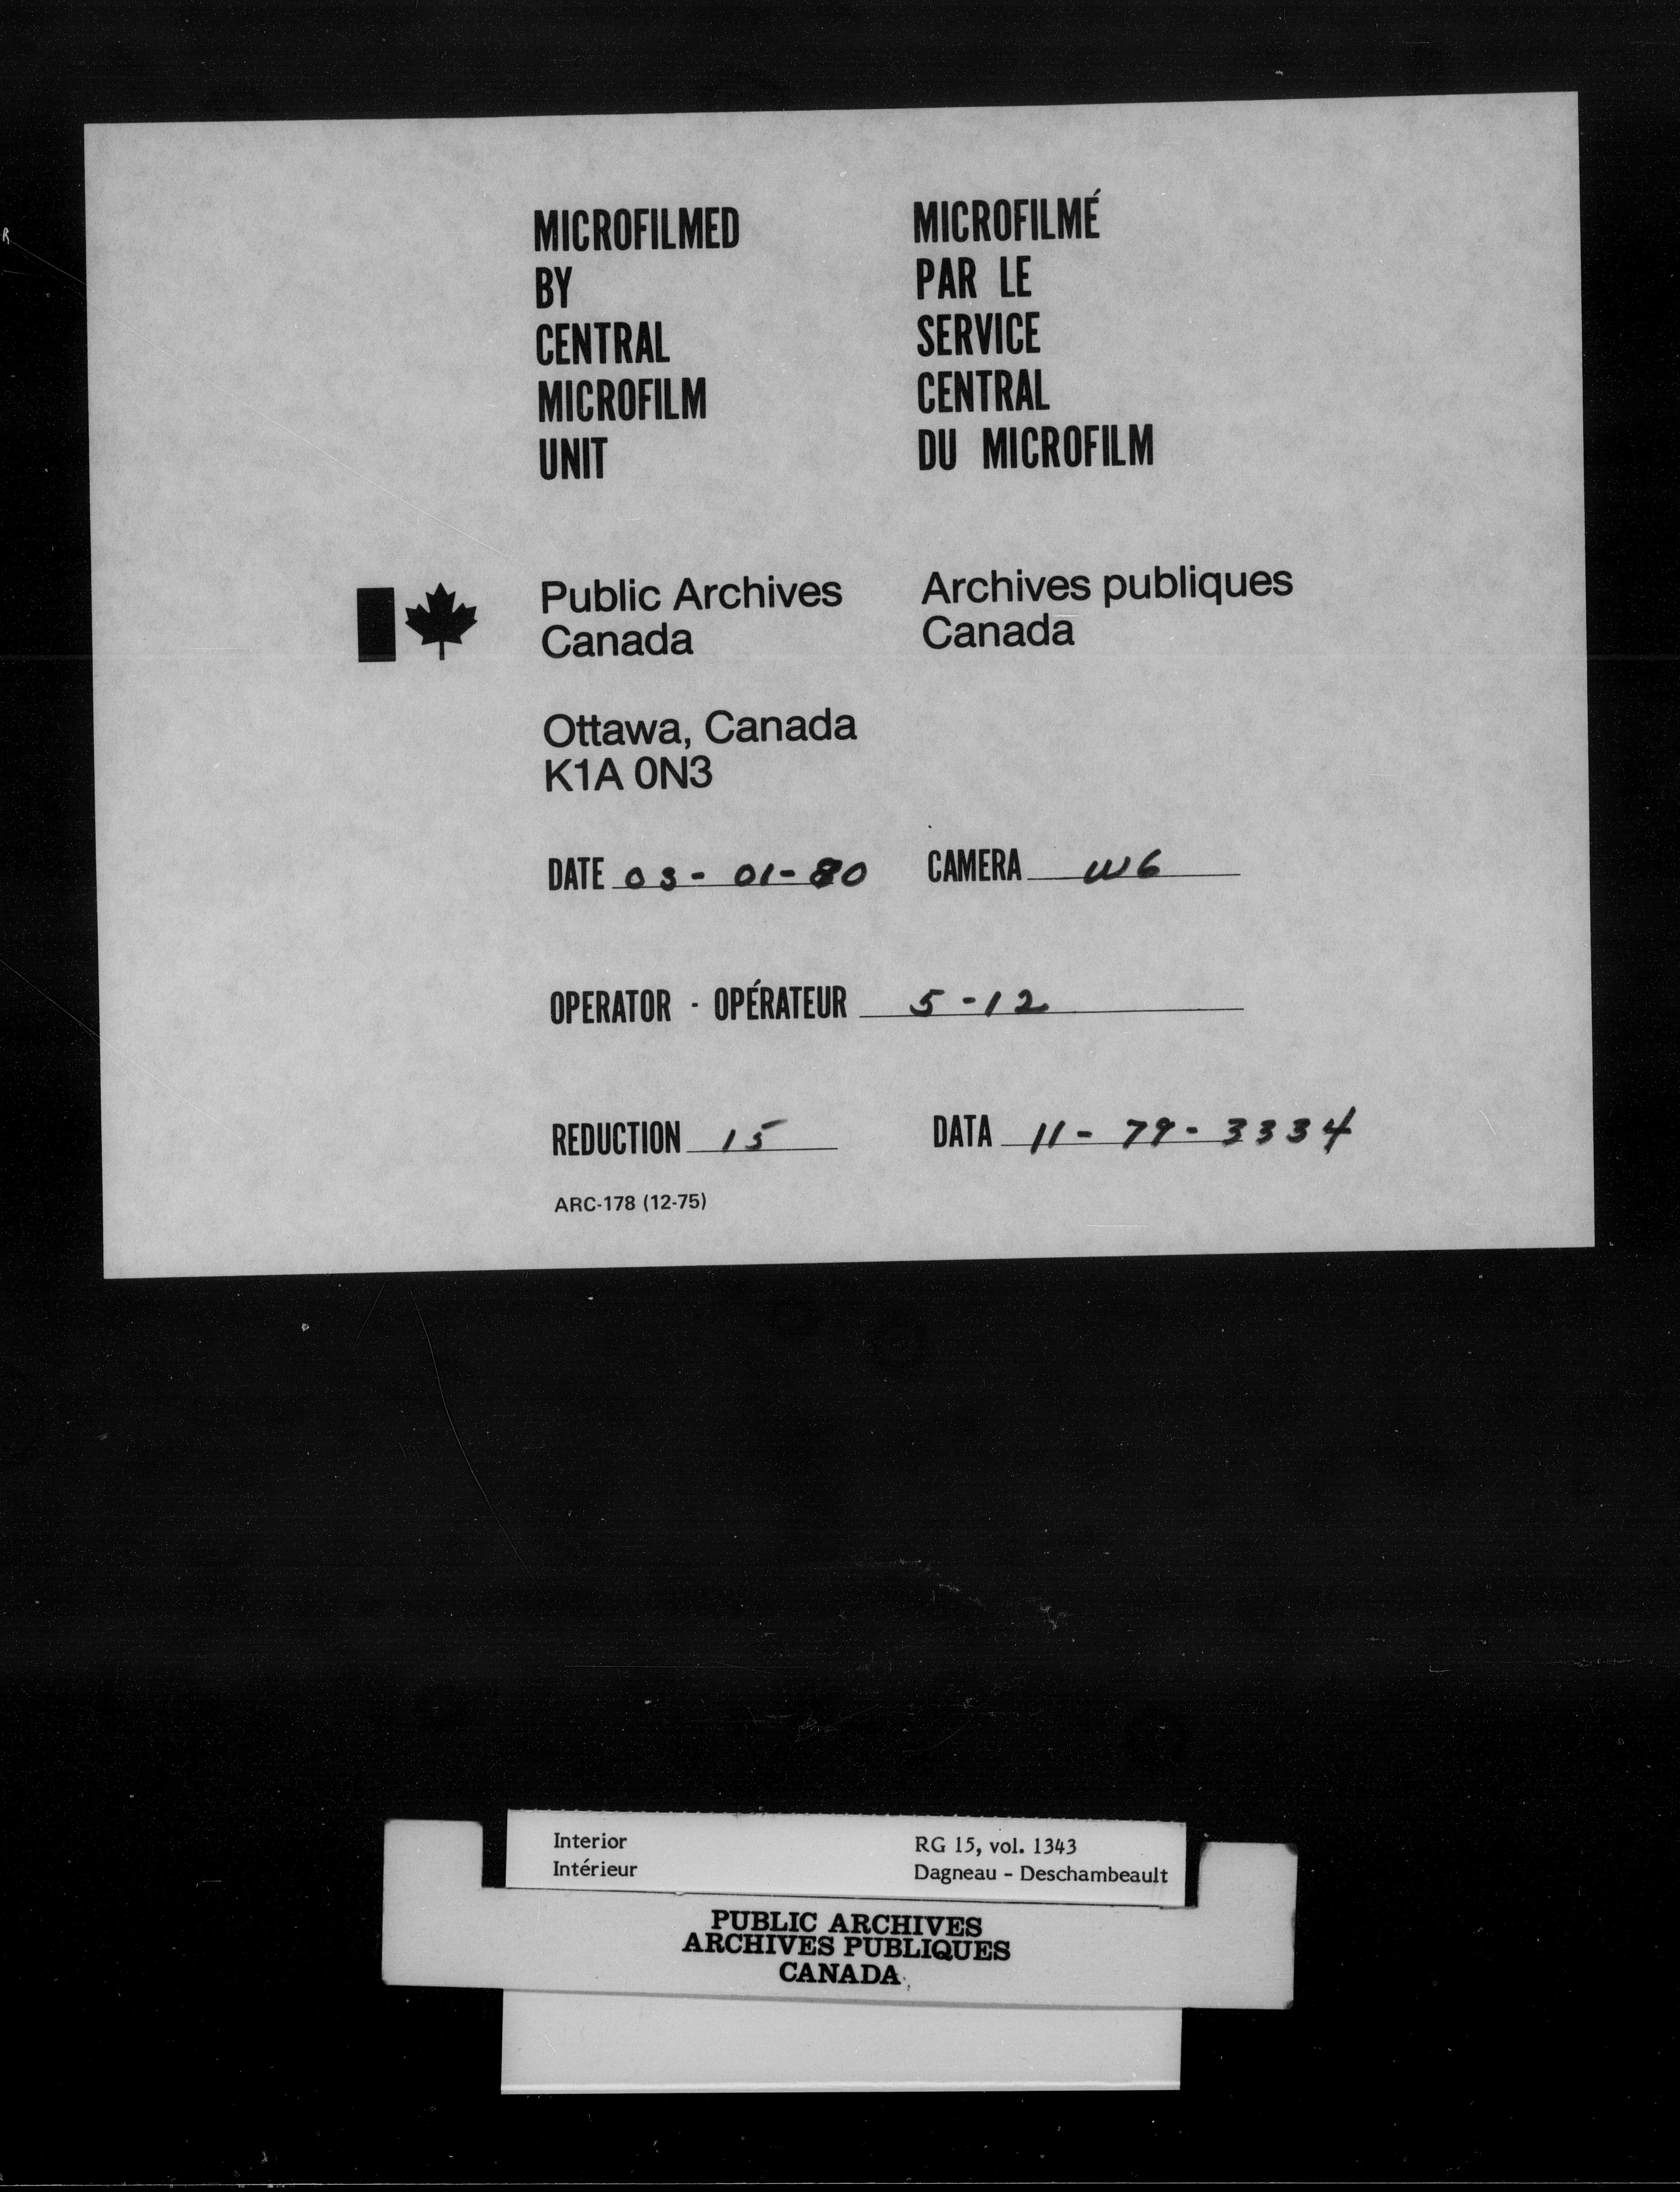 MICROFILMED
BY
CENTRAL
MICROFILM
UNIT
MICROFILMÉ
PAR LE
SERVICE
CENTRAL
DU MICROFILM
Public Archives
Canada
Archives publiques
Canada
Ottawa, Canada
K1A 0N3
DATE 03-01-80
CAMERA W6
OPERATOR - OPÉRATEUR 5-12
REDUCTION 15
DATA 11-79-3334
ARC-178 (12-75)
Interior
Intérieur
RG 15, vol. 1343
Dagneau - Deschambeault
PUBLIC ARCHIVES
ARCHIVES PUBLIQUES
CANADA